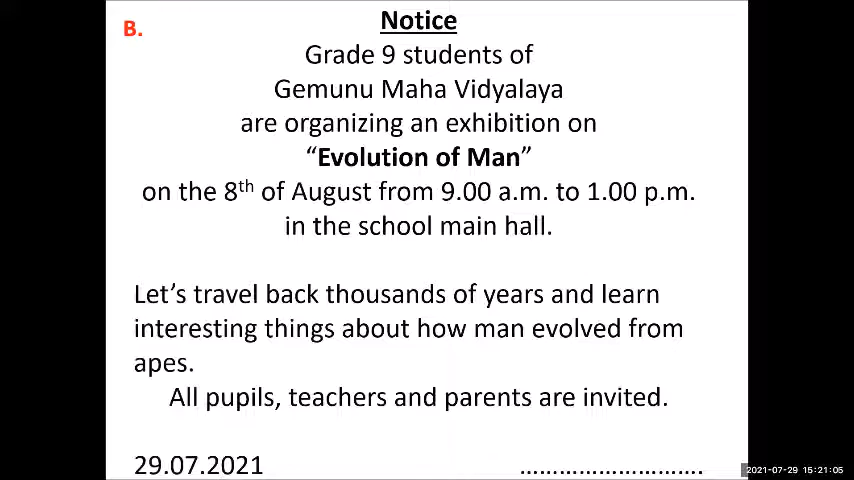 B.
Notice
Grade 9 students of
Gemunu Maha Vidyalaya
are organizing an exhibition on
“Evolution of Man”
on the 8th of August from 9.00 a.m. to 1.00 p.m.
in the school main hall.
Let’s travel back thousands of years and learn
interesting things about how man evolved from
apes.
All pupils, teachers and parents are invited.
29.07.2021 ..............................
2021-07-29 15:21:05